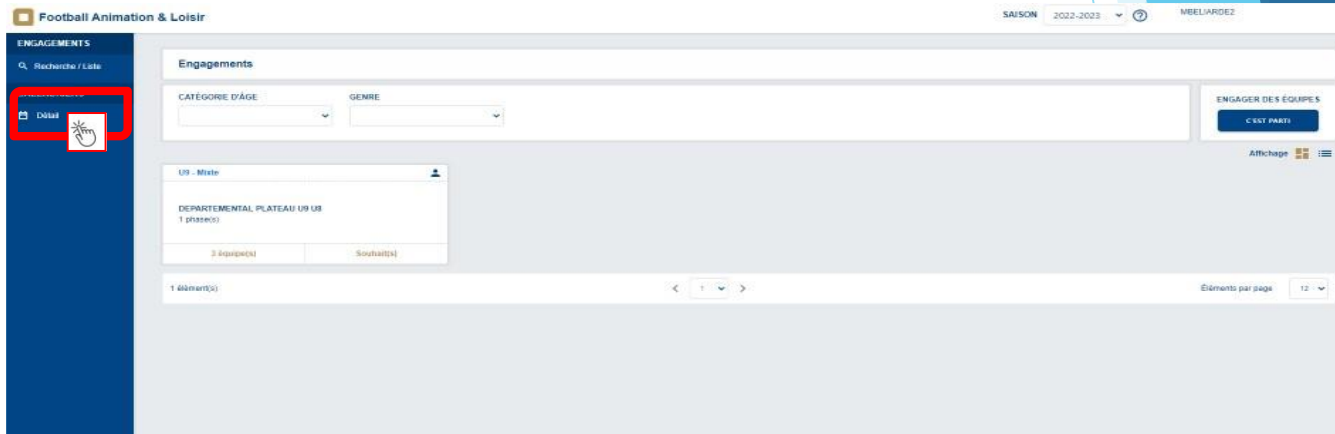 Football Animation & Loisir
SAISON 2022-2023 MBELIARDE2
ENGAGEMENTS
Recherche / Liste
Engagements
CATÉGORIE D'ÂGE GENRE
ENGAGER DES ÉQUIPES
Détail
C'EST PARTI
Affichage
U9 - Mixte
DEPARTEMENTAL PLATEAU U9 U8
1 phase(s)
3 équipe(s) Souhait(s)
1 élément(s) < 1 > Éléments par page 12